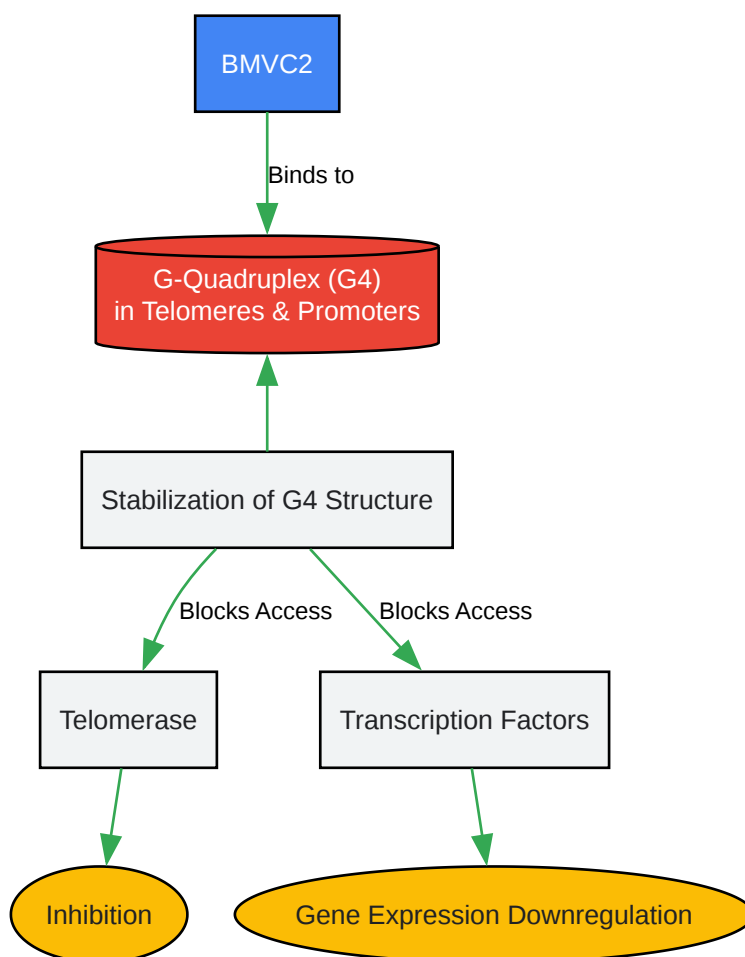 BMVC2
Binds to
G-Quadruplex (G4)
in Telomeres & Promoters
Stabilization of G4 Structure
Blocks Access
Blocks Access
Telomerase
Transcription Factors
Inhibition
Gene Expression Downregulation